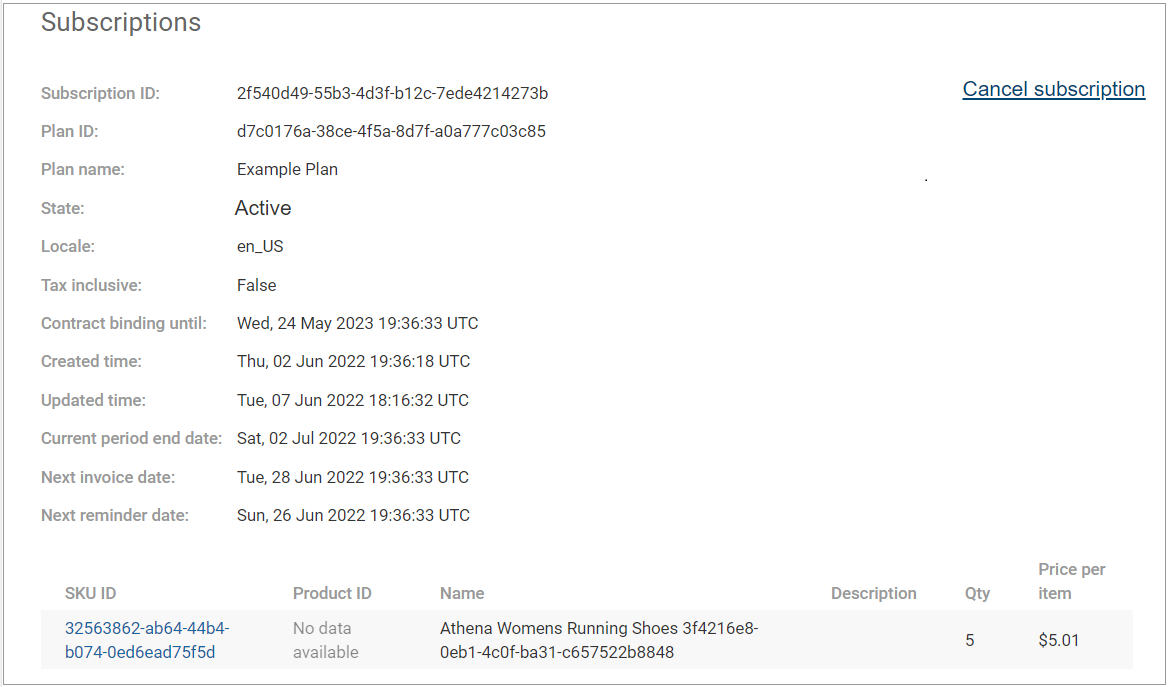 Subscriptions
Subscription ID: 2f540d49-55b3-4d3f-b12c-7ede4214273b Cancel subscription
Plan ID: d7c0176a-38ce-4f5a-8d7f-a0a777c03c85
Plan name: Example Plan
State: Active
Locale: en_US
Tax inclusive: False
Contract binding until: Wed, 24 May 2023 19:36:33 UTC
Created time: Thu, 02 Jun 2022 19:36:18 UTC
Updated time: Tue, 07 Jun 2022 18:16:32 UTC
Current period end date: Sat, 02 Jul 2022 19:36:33 UTC
Next invoice date: Tue, 28 Jun 2022 19:36:33 UTC
Next reminder date: Sun, 26 Jun 2022 19:36:33 UTC
Price per
SKU ID Product ID Name Description Qty item
32563862-ab64-44b4- No data Athena Womens Running Shoes 3f4216e8-
5 $5.01
b074-0ed6ead75f5d available 0eb1-4c0f-ba31-c657522b8848